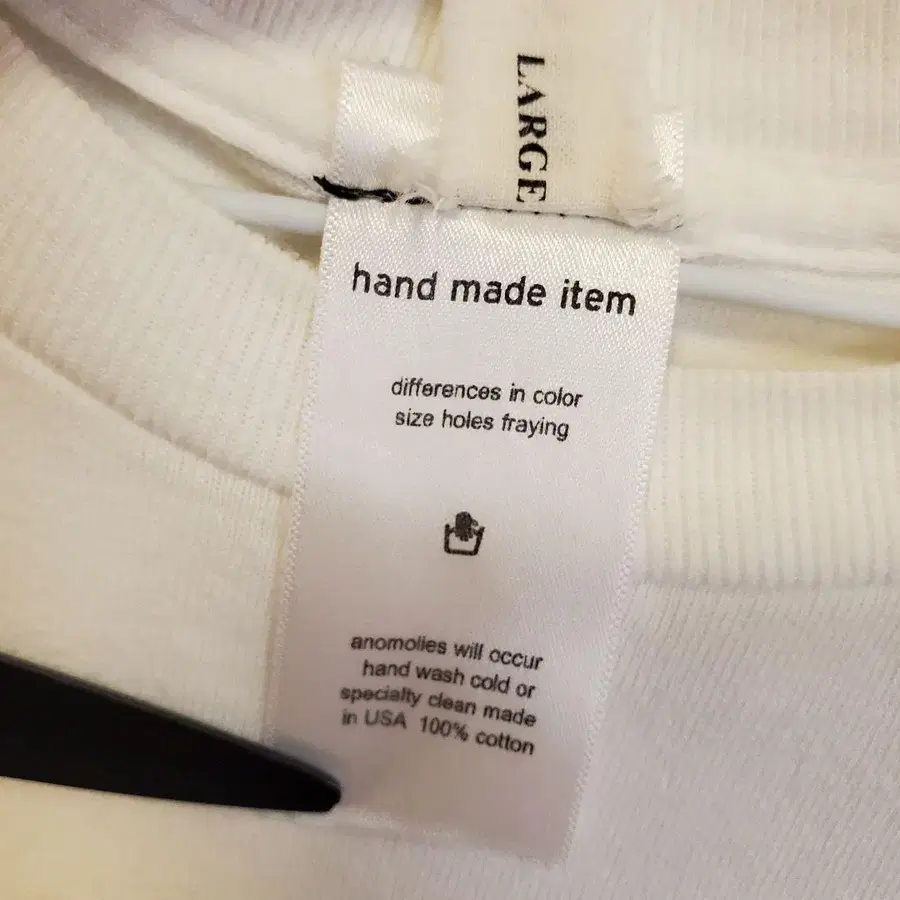 LARGE
hand made item
differences in color
size holes fraying
anomolies will occur
hand wash cold or
specialty clean made
in USA 100% cotton